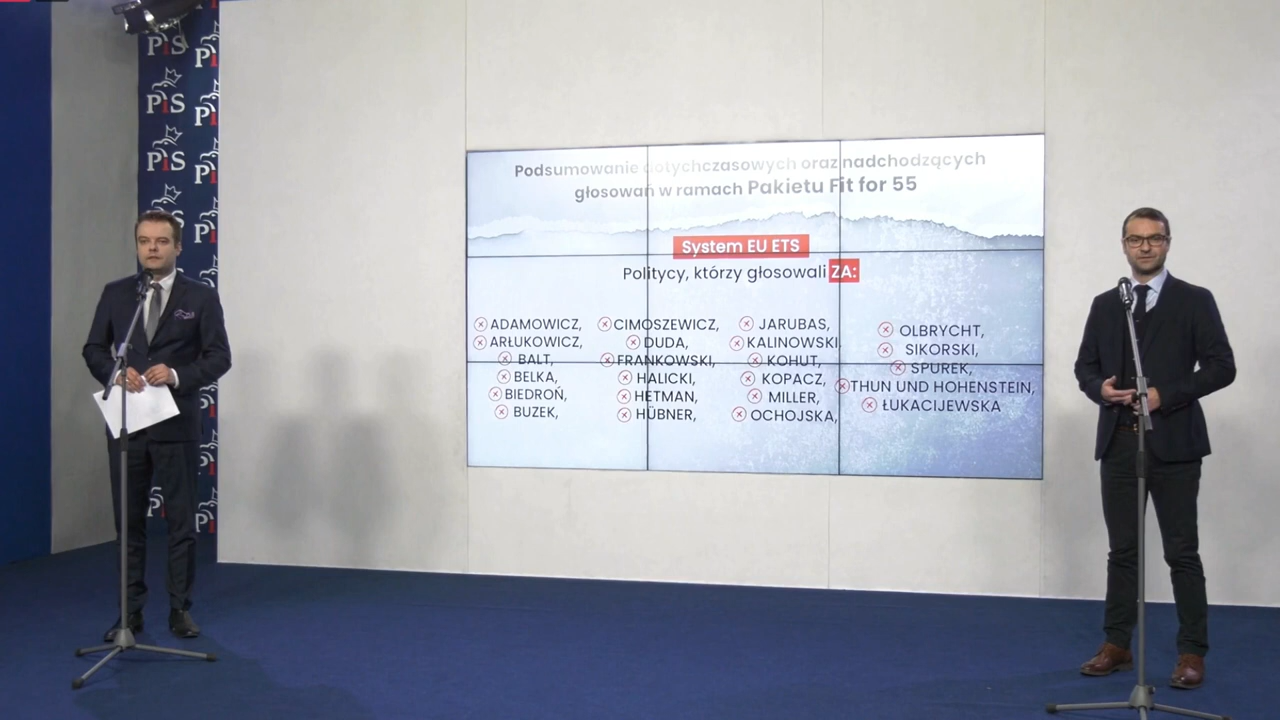 PiS
PiS
PiS
PiS
PiS
PiS
PiS
Podsumowanie dotychczasowych oraz nadchodzących
głosowań w ramach Pakietu Fit for 55
System EU ETS
Politycy, którzy głosowali ZA:
ADAMOWICZ,
ARŁUKOWICZ,
BALT,
BELKA,
BIEDROŃ,
BUZEK,
CIMOSZEWICZ,
DUDA,
FRANKOWSKI,
HALICKI,
HETMAN,
HÜBNER,
JARUBAS,
KALINOWSKI,
KOHUT,
KOPACZ,
MILLER,
OCHOJSKA,
OLBRYCHT,
SIKORSKI,
SPUREK,
THUN UND HOHENSTEIN,
ŁUKACIJEWSKA